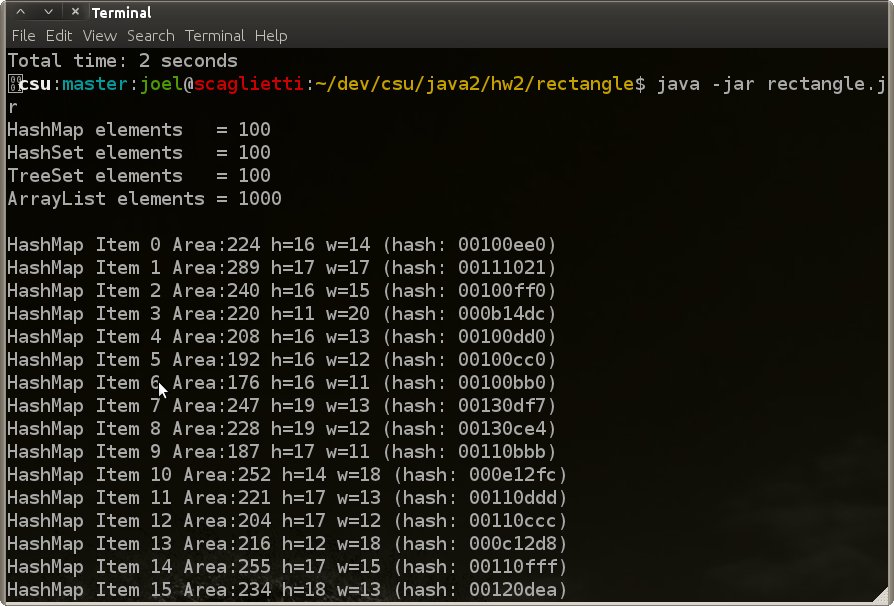 Terminal
File Edit View Search Terminal Help
Total time: 2 seconds
csu:master:joel@scaglietti:~/dev/csu/java2/hw2/rectangle$ java -jar rectangle.j
r
HashMap elements   = 100
HashSet elements   = 100
TreeSet elements   = 100
ArrayList elements = 1000

HashMap Item 0 Area:224 h=16 w=14 (hash: 00100ee0)
HashMap Item 1 Area:289 h=17 w=17 (hash: 00111021)
HashMap Item 2 Area:240 h=16 w=15 (hash: 00100ff0)
HashMap Item 3 Area:220 h=11 w=20 (hash: 000b14dc)
HashMap Item 4 Area:208 h=16 w=13 (hash: 00100dd0)
HashMap Item 5 Area:192 h=16 w=12 (hash: 00100cc0)
HashMap Item 6 Area:176 h=16 w=11 (hash: 00100bb0)
HashMap Item 7 Area:247 h=19 w=13 (hash: 00130df7)
HashMap Item 8 Area:228 h=19 w=12 (hash: 00130ce4)
HashMap Item 9 Area:187 h=17 w=11 (hash: 00110bbb)
HashMap Item 10 Area:252 h=14 w=18 (hash: 000e12fc)
HashMap Item 11 Area:221 h=17 w=13 (hash: 00110ddd)
HashMap Item 12 Area:204 h=17 w=12 (hash: 00110ccc)
HashMap Item 13 Area:216 h=12 w=18 (hash: 000c12d8)
HashMap Item 14 Area:255 h=17 w=15 (hash: 00110fff)
HashMap Item 15 Area:234 h=18 w=13 (hash: 00120dea)